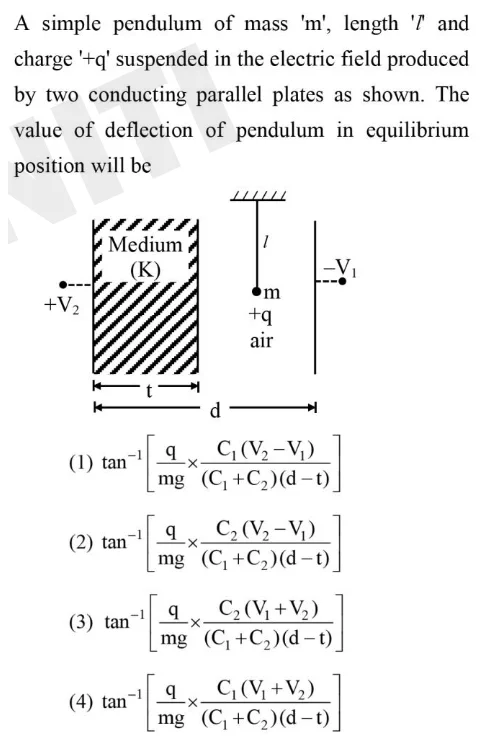 A simple pendulum of mass 'm', length 'l' and
charge '+q' suspended in the electric field produced
by two conducting parallel plates as shown. The
value of deflection of pendulum in equilibrium
position will be
Medium
(K)
l
+V₂
–V₁
m
+q
air
t
d
(1) tan⁻¹[q/mg × C₁(V₂–V₁)/(C₁+C₂)(d–t)]
(2) tan⁻¹[q/mg × C₂(V₂–V₁)/(C₁+C₂)(d–t)]
(3) tan⁻¹[q/mg × C₂(V₁+V₂)/(C₁+C₂)(d–t)]
(4) tan⁻¹[q/mg × C₁(V₁+V₂)/(C₁+C₂)(d–t)]